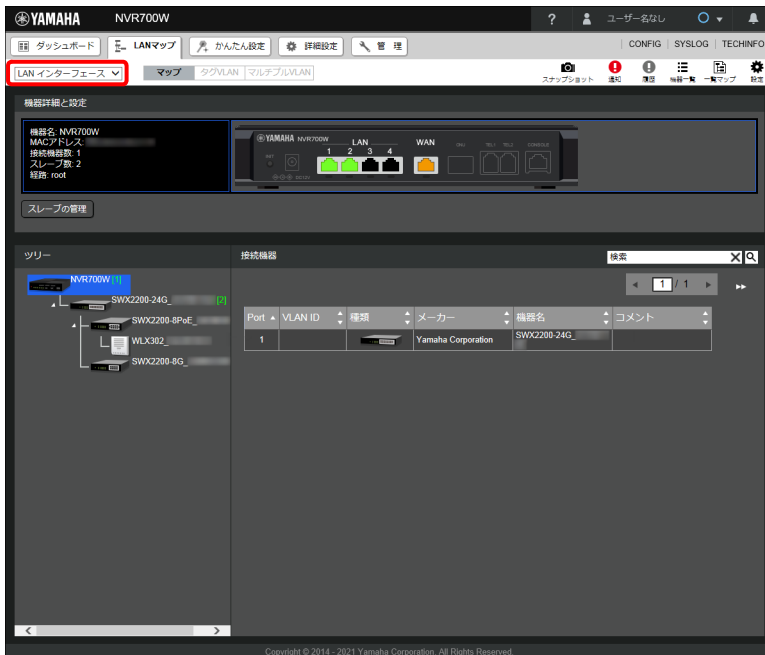 YAMAHA NVR700W ? ユーザー名なし
ダッシュボード LANマップ かんたん設定 詳細設定 管 理 CONFIG SYSLOG TECHINFO
LAN インターフェース マップ タグVLAN マルチプルVLAN スナップショット 通知 履歴 機器一覧 一覧マップ 設定
機器詳細と設定
機器名: NVR700W
MACアドレス:
接続機器数: 1
スレーブ数: 2
経路: root
YAMAHA NVR700W LAN WAN ONU TEL1 TEL2 CONSOLE
1 2 3 4
スレーブの管理
ツリー 接続機器 検索
NVR700W [1]
SWX2200-24G_ [2]
SWX2200-8PoE_
WLX302_
SWX2200-8G_
1 / 1
Port VLAN ID 種類 メーカー 機器名 コメント
1 Yamaha Corporation SWX2200-24G_
Copyright © 2014 - 2021 Yamaha Corporation. All Rights Reserved.